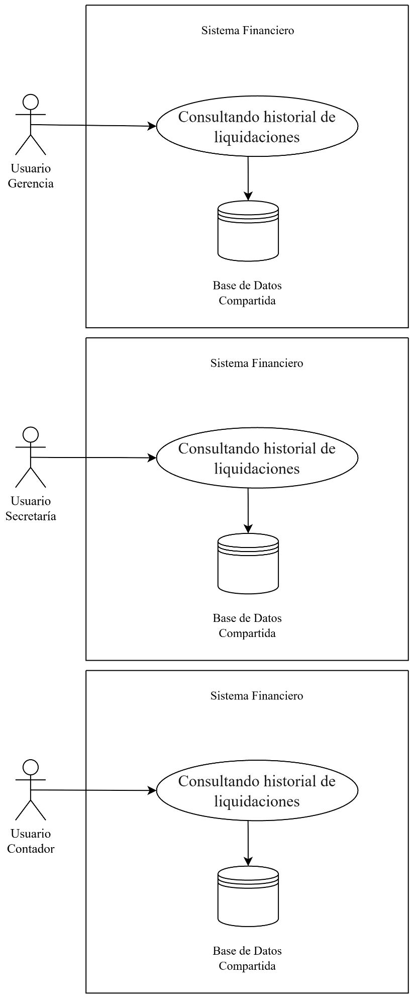 Sistema Financiero
Consultando historial de
liquidaciones
Usuario
Gerencia
Base de Datos
Compartida
Sistema Financiero
Consultando historial de
liquidaciones
Usuario
Secretaría
Base de Datos
Compartida
Sistema Financiero
Consultando historial de
liquidaciones
Usuario
Contador
Base de Datos
Compartida